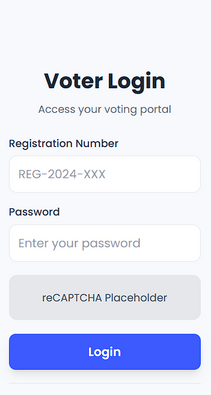 Voter Login
Access your voting portal
Registration Number
REG-2024-XXX
Password
Enter your password
reCAPTCHA Placeholder
Login